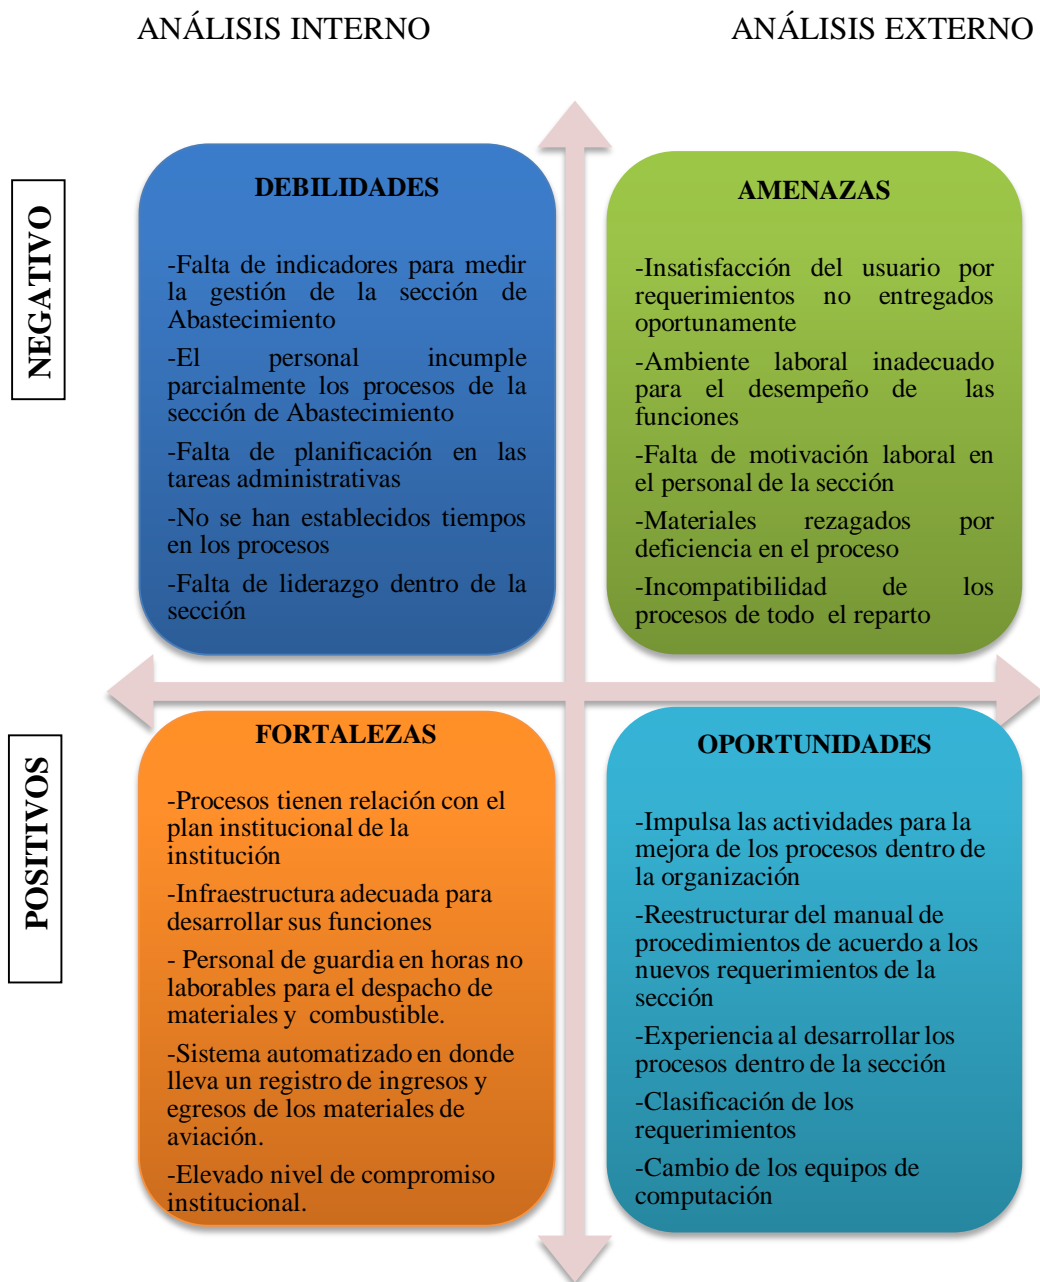 ANÁLISIS INTERNO
ANÁLISIS EXTERNO
NEGATIVO
DEBILIDADES
-Falta de indicadores para medir
la gestión de la sección de
Abastecimiento
-El personal incumple
parcialmente los procesos de la
sección de Abastecimiento
-Falta de planificación en las
tareas administrativas
-No se han establecidos tiempos
en los procesos
-Falta de liderazgo dentro de la
sección
AMENAZAS
-Insatisfacción del usuario por
requerimientos no entregados
oportunamente
-Ambiente laboral inadecuado
para el desempeño de las
funciones
-Falta de motivación laboral en
el personal de la sección
-Materiales rezagados por
deficiencia en el proceso
-Incompatibilidad de los
procesos de todo el reparto
POSITIVOS
FORTALEZAS
-Procesos tienen relación con el
plan institucional de la
institución
-Infraestructura adecuada para
desarrollar sus funciones
- Personal de guardia en horas no
laborables para el despacho de
materiales y combustible.
-Sistema automatizado en donde
lleva un registro de ingresos y
egresos de los materiales de
aviación.
-Elevado nivel de compromiso
institucional.
OPORTUNIDADES
-Impulsa las actividades para la
mejora de los procesos dentro de
la organización
-Reestructurar del manual de
procedimientos de acuerdo a los
nuevos requerimientos de la
sección
-Experiencia al desarrollar los
procesos dentro de la sección
-Clasificación de los
requerimientos
-Cambio de los equipos de
computación